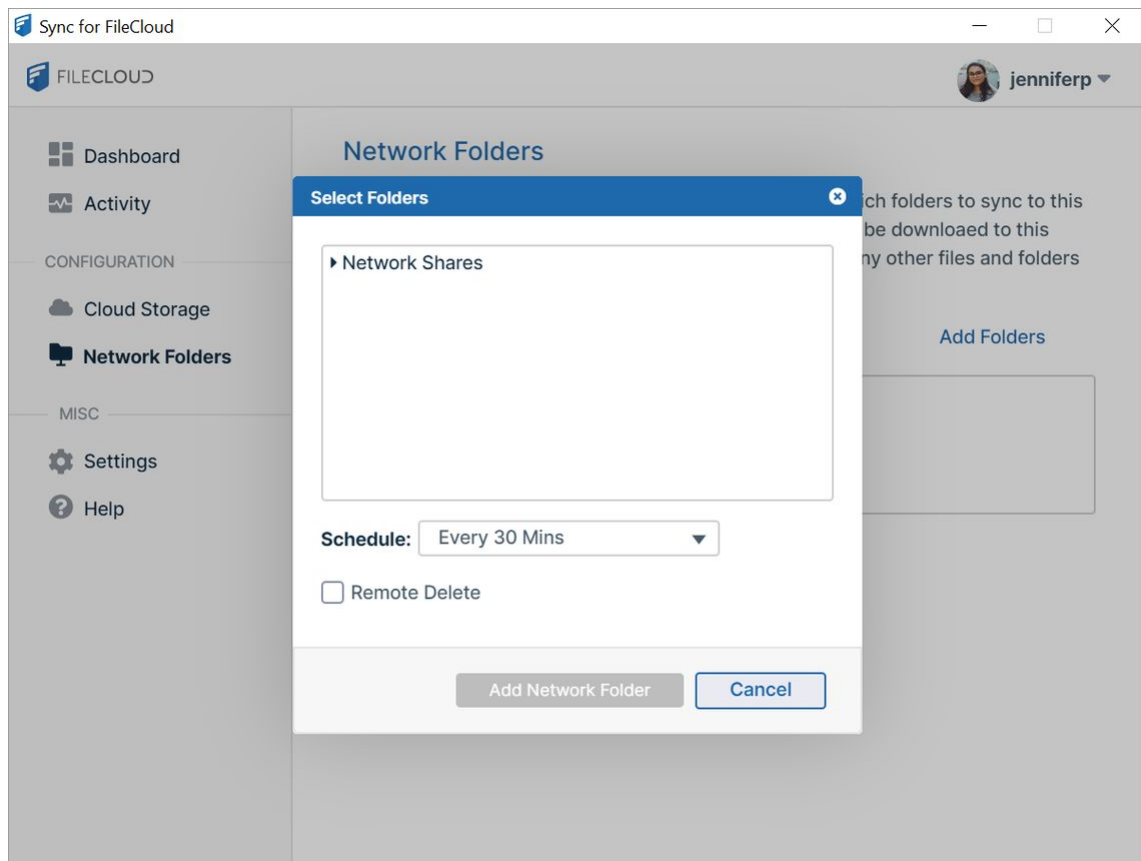 Sync for FileCloud
FILECLOUD
jenniferp
Dashboard
Activity
CONFIGURATION
Cloud Storage
Network Folders
MISC
Settings
Help
Network Folders
ich folders to sync to this
be downloaed to this
ny other files and folders
Add Folders
Select Folders
Network Shares
Schedule: Every 30 Mins
Remote Delete
Add Network Folder
Cancel